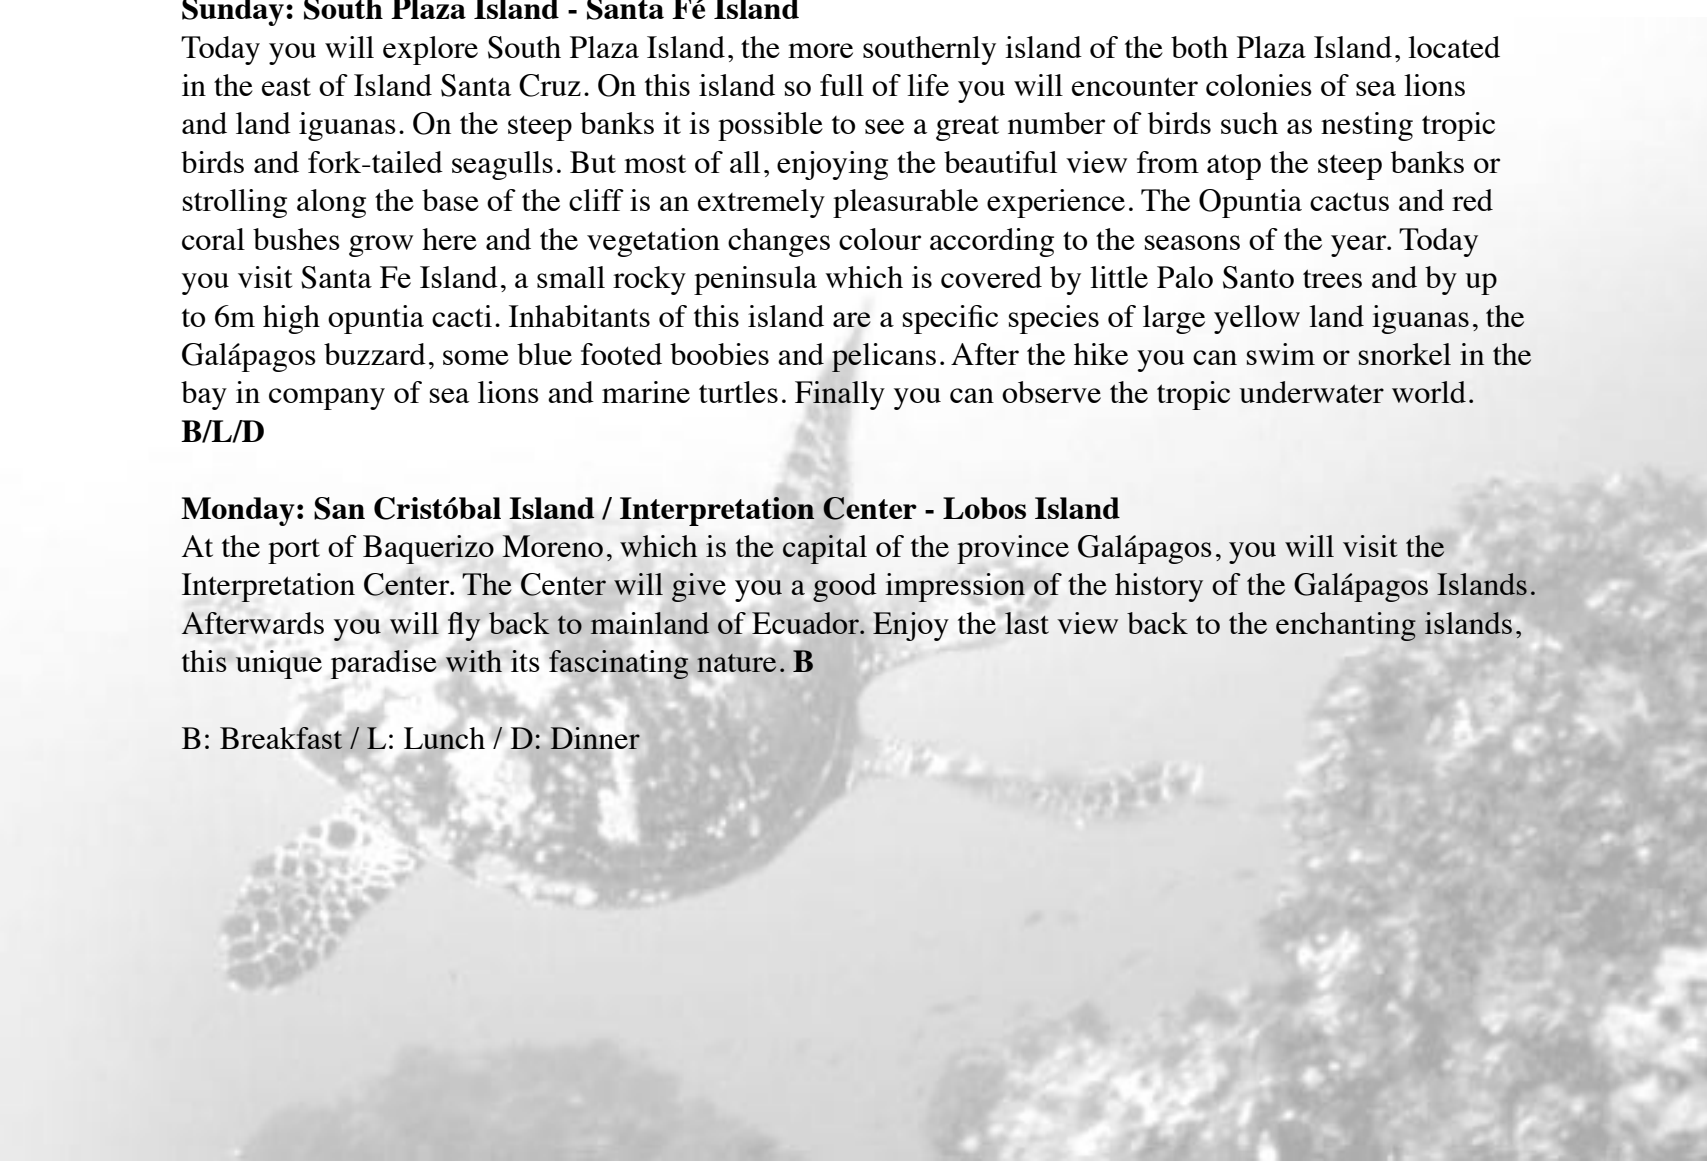 Sunday: South Plaza Island - Santa Fé Island
Today you will explore South Plaza Island, the more southernly island of the both Plaza Island, located
in the east of Island Santa Cruz. On this island so full of life you will encounter colonies of sea lions
and land iguanas. On the steep banks it is possible to see a great number of birds such as nesting tropic
birds and fork-tailed seagulls. But most of all, enjoying the beautiful view from atop the steep banks or
strolling along the base of the cliff is an extremely pleasurable experience. The Opuntia cactus and red
coral bushes grow here and the vegetation changes colour according to the seasons of the year. Today
you visit Santa Fe Island, a small rocky peninsula which is covered by little Palo Santo trees and by up
to 6m high opuntia cacti. Inhabitants of this island are a specific species of large yellow land iguanas, the
Galápagos buzzard, some blue footed boobies and pelicans. After the hike you can swim or snorkel in the
bay in company of sea lions and marine turtles. Finally you can observe the tropic underwater world.
B/L/D
Monday: San Cristóbal Island / Interpretation Center - Lobos Island
At the port of Baquerizo Moreno, which is the capital of the province Galápagos, you will visit the
Interpretation Center. The Center will give you a good impression of the history of the Galápagos Islands.
Afterwards you will fly back to mainland of Ecuador. Enjoy the last view back to the enchanting islands,
this unique paradise with its fascinating nature. B
B: Breakfast / L: Lunch / D: Dinner